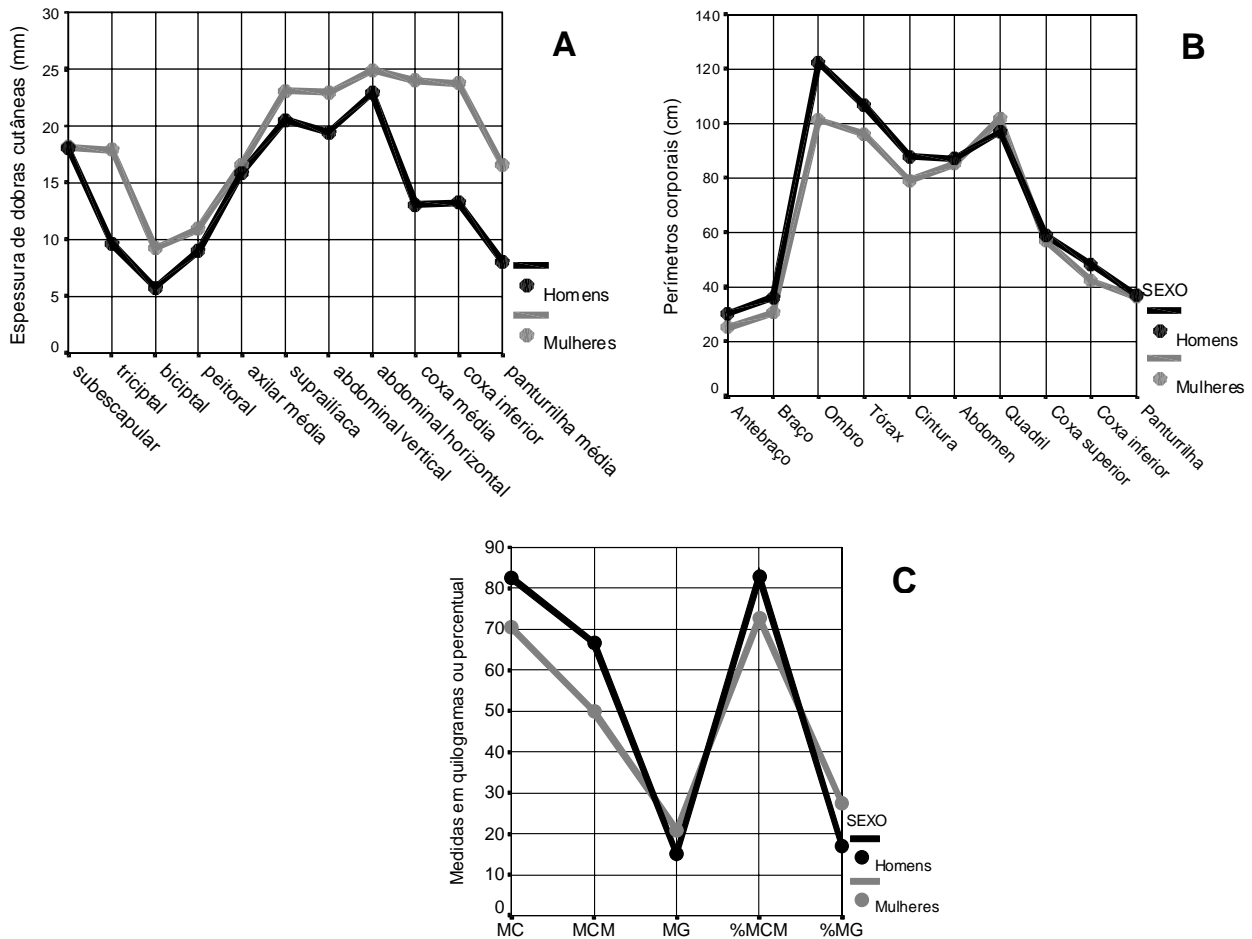 A
Espessura de dobras cutâneas (mm)
30
25
20
15
10
5
0
subescapular
triciptal
biciptal
peitoral
axilar média
suprailíaca
abdominal vertical
abdominal horizontal
coxa média
coxa inferior
panturrilha média
Homens
Mulheres
B
Perímetros corporais (cm)
140
120
100
80
60
40
20
0
Antebraço
Braço
Ombro
Tórax
Cintura
Abdomen
Quadril
Coxa superior
Coxa inferior
Panturrilha
SEXO
Homens
Mulheres
C
Medidas em quilogramas ou percentual
90
80
70
60
50
40
30
20
10
0
MC
MCM
MG
%MCM
%MG
SEXO
Homens
Mulheres